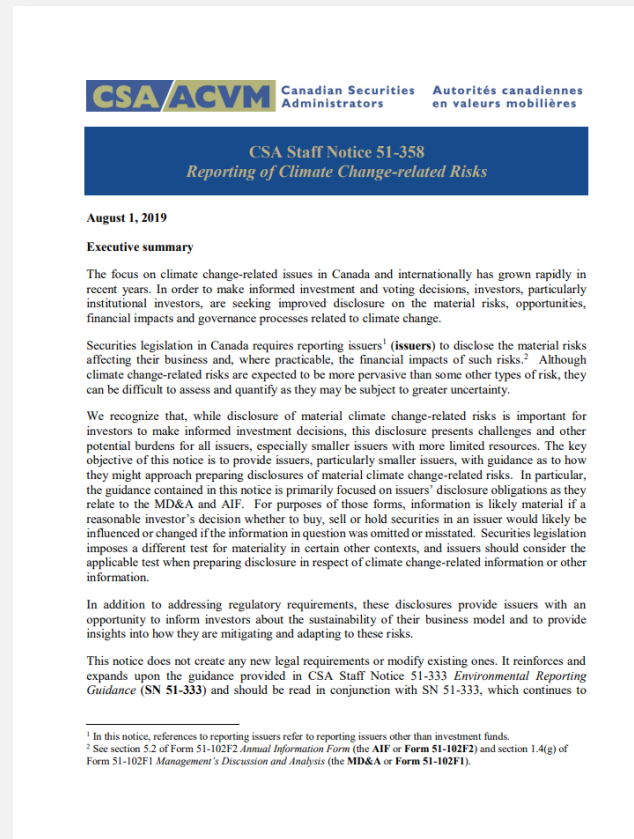 CSA/ACVM Canadian Securities Administrators Autorités canadiennes en valeurs mobilières
CSA Staff Notice 51-358
Reporting of Climate Change-related Risks
August 1, 2019
Executive summary
The focus on climate change-related issues in Canada and internationally has grown rapidly in
recent years. In order to make informed investment and voting decisions, investors, particularly
institutional investors, are seeking improved disclosure on the material risks, opportunities,
financial impacts and governance processes related to climate change.
Securities legislation in Canada requires reporting issuers¹ (issuers) to disclose the material risks
affecting their business and, where practicable, the financial impacts of such risks.² Although
climate change-related risks are expected to be more pervasive than some other types of risk, they
can be difficult to assess and quantify as they may be subject to greater uncertainty.
We recognize that, while disclosure of material climate change-related risks is important for
investors to make informed investment decisions, this disclosure presents challenges and other
potential burdens for all issuers, especially smaller issuers with more limited resources. The key
objective of this notice is to provide issuers, particularly smaller issuers, with guidance as to how
they might approach preparing disclosures of material climate change-related risks. In particular,
the guidance contained in this notice is primarily focused on issuers' disclosure obligations as they
relate to the MD&A and AIF. For purposes of those forms, information is likely material if a
reasonable investor's decision whether to buy, sell or hold securities in an issuer would likely be
influenced or changed if the information in question was omitted or misstated. Securities legislation
imposes a different test for materiality in certain other contexts, and issuers should consider the
applicable test when preparing disclosure in respect of climate change-related information or other
information.
In addition to addressing regulatory requirements, these disclosures provide issuers with an
opportunity to inform investors about the sustainability of their business model and to provide
insights into how they are mitigating and adapting to these risks.
This notice does not create any new legal requirements or modify existing ones. It reinforces and
expands upon the guidance provided in CSA Staff Notice 51-333 Environmental Reporting
Guidance (SN 51-333) and should be read in conjunction with SN 51-333, which continues to
¹ In this notice, references to reporting issuers refer to reporting issuers other than investment funds.
² See section 5.2 of Form 51-102F2 Annual Information Form (the AIF or Form 51-102F2) and section 1.4(g) of
Form 51-102F1 Management's Discussion and Analysis (the MD&A or Form 51-102F1).